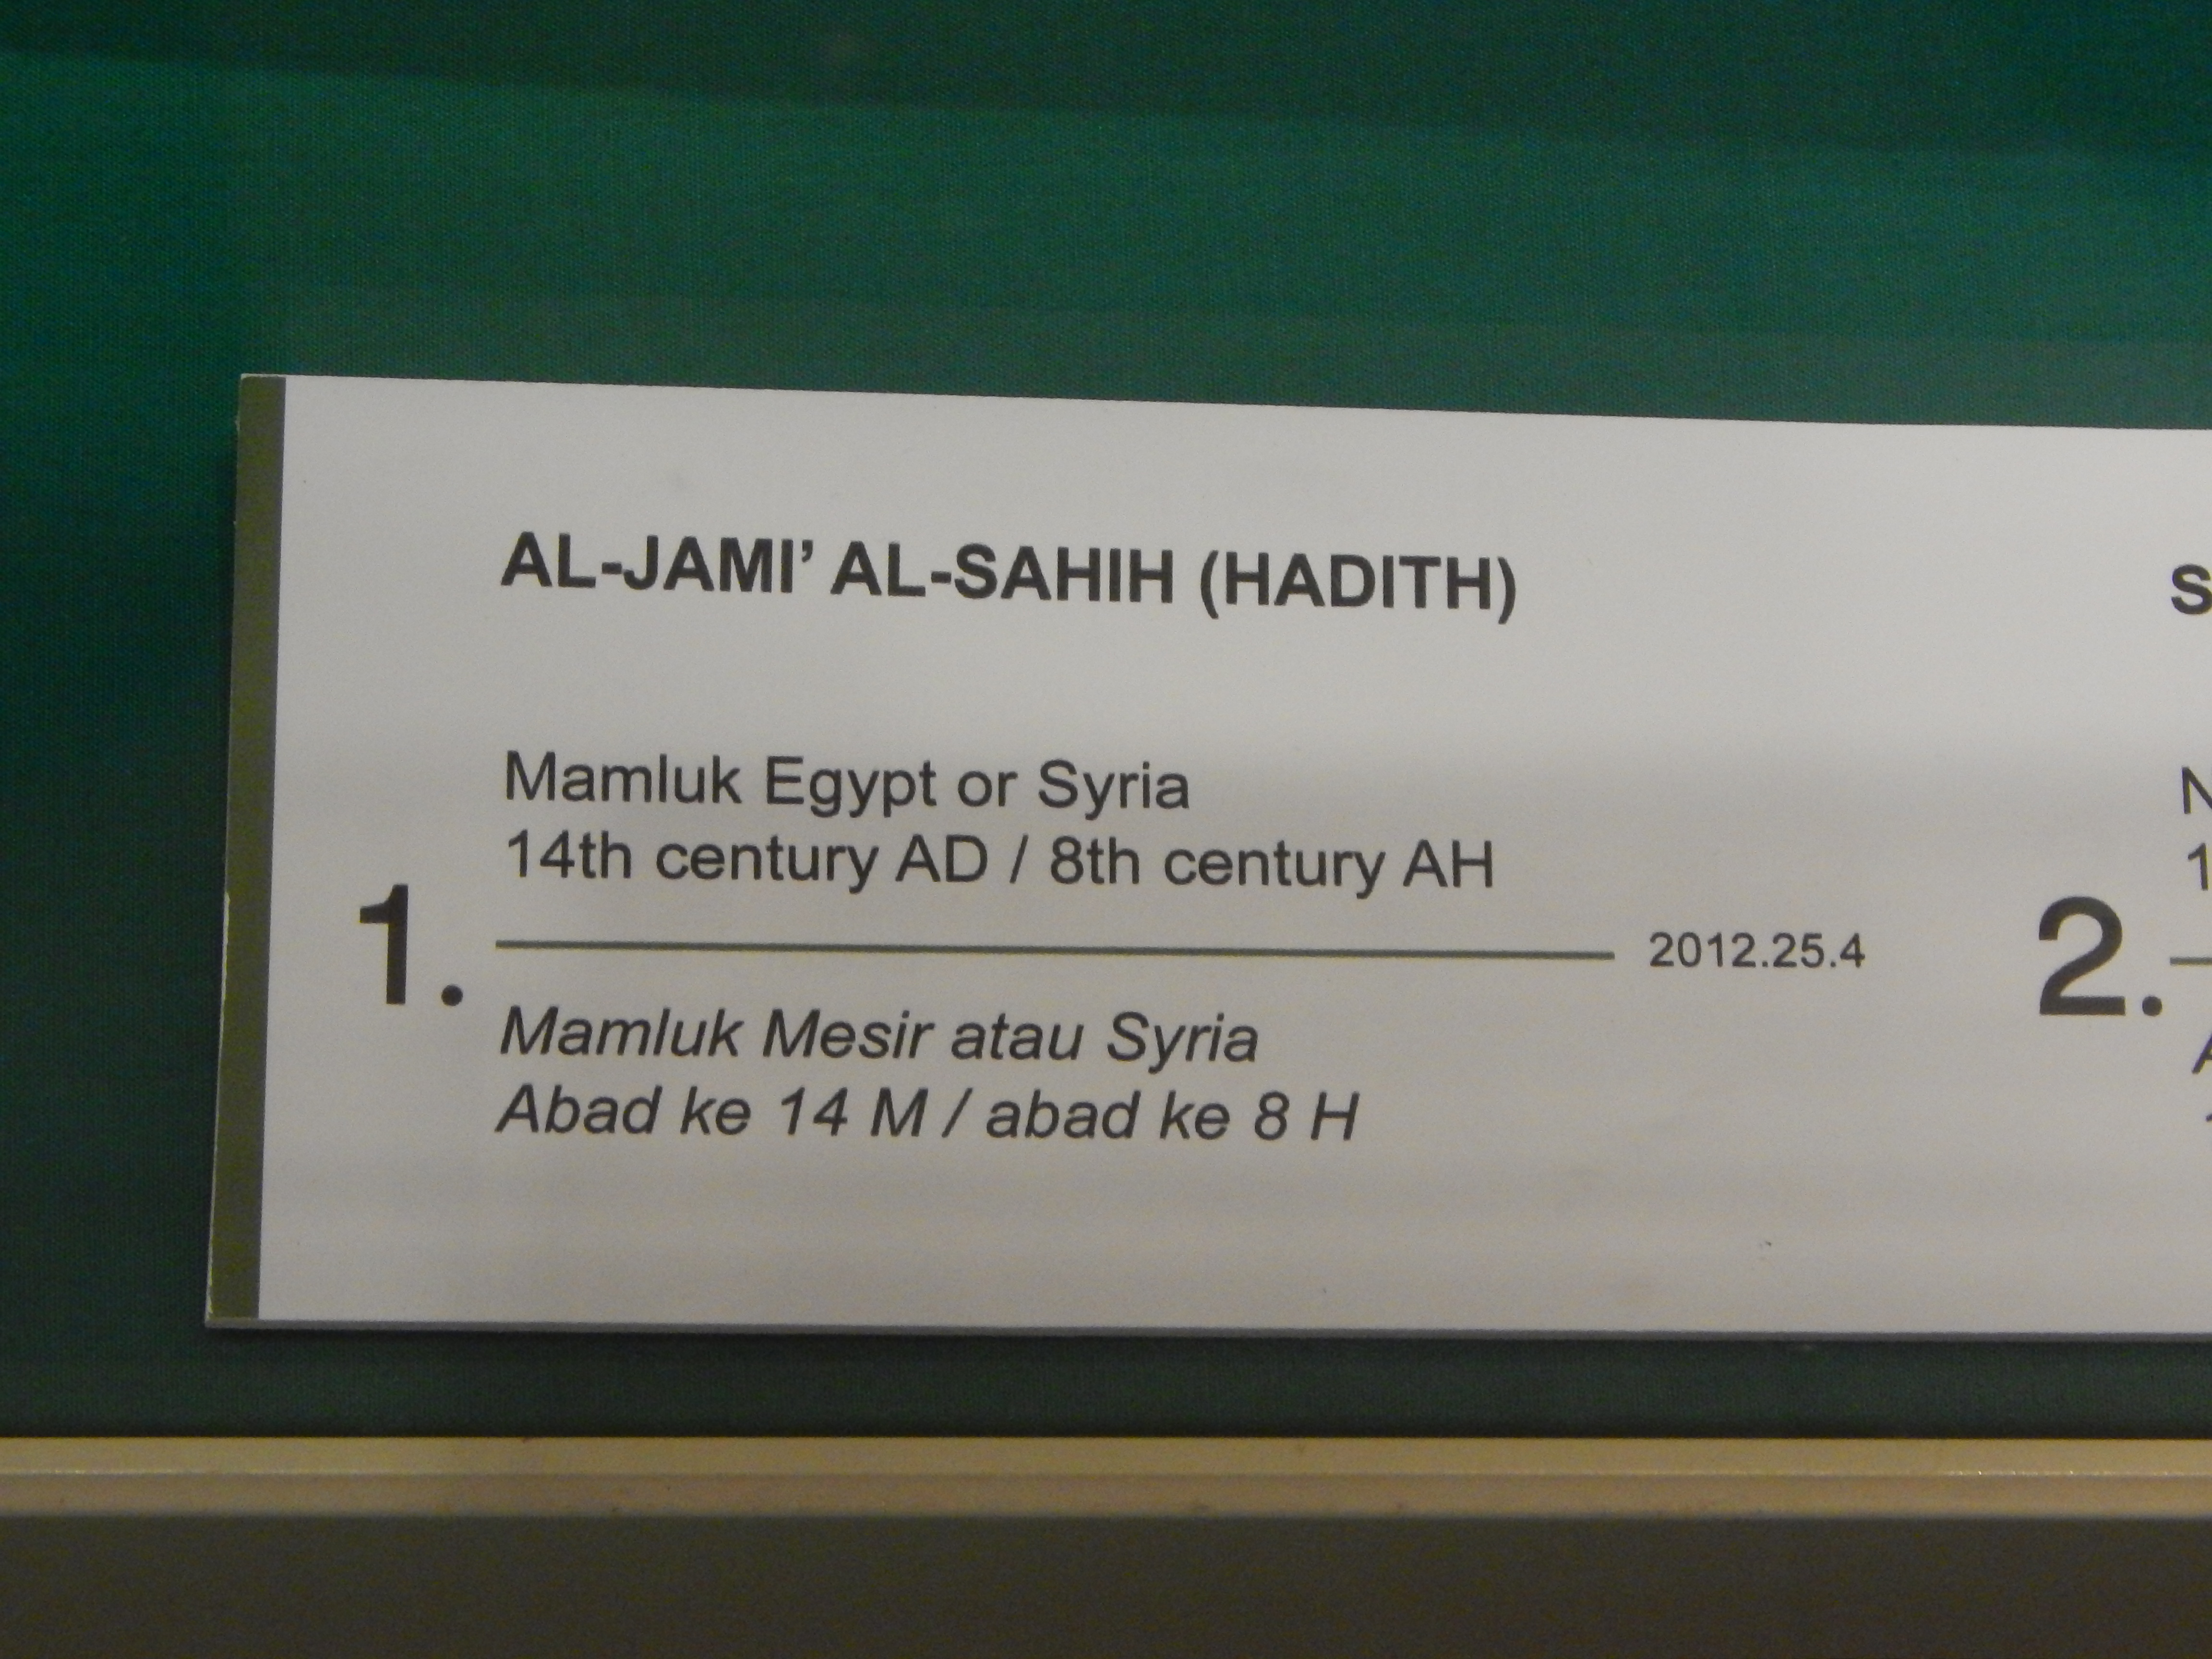 AL-JAMI’ AL-SAHIH (HADITH)
Mamluk Egypt or Syria
14th century AD / 8th century AH
1.
2012.25.4
Mamluk Mesir atau Syria
Abad ke 14 M / abad ke 8 H
2.